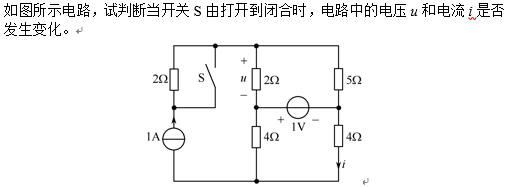 如图所示电路，试判断当开关 S 由打开到闭合时，电路中的电压 u 和电流 i 是否
发生变化。
+
2Ω
S
u
2Ω
5Ω
−
+
1V
−
1A
4Ω
4Ω
i